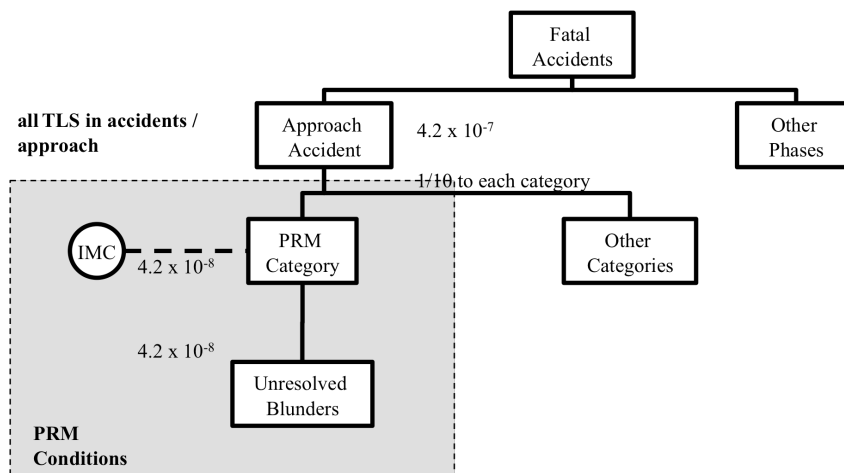 Fatal
Accidents
all TLS in accidents /
approach
Approach
Accident
4.2 x 10⁻⁷
Other
Phases
1/10 to each category
IMC
4.2 x 10⁻⁸
PRM
Category
Other
Categories
4.2 x 10⁻⁸
Unresolved
Blunders
PRM
Conditions